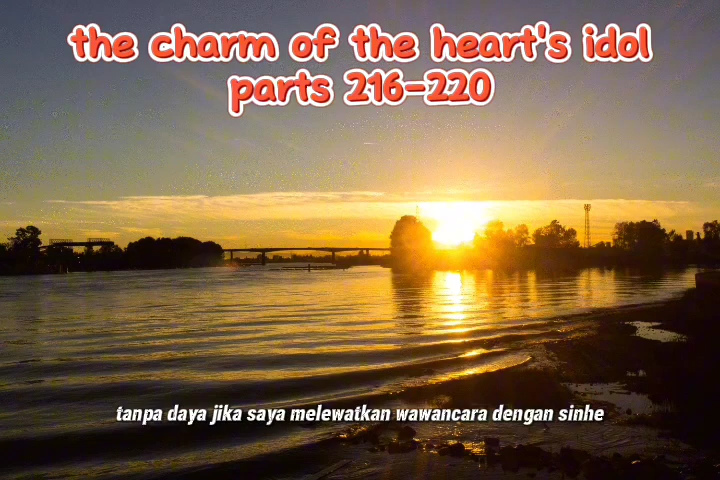 the charm of the heart's idol
parts 216-220
tanpa daya jika saya melewatkan wawancara dengan sinhe